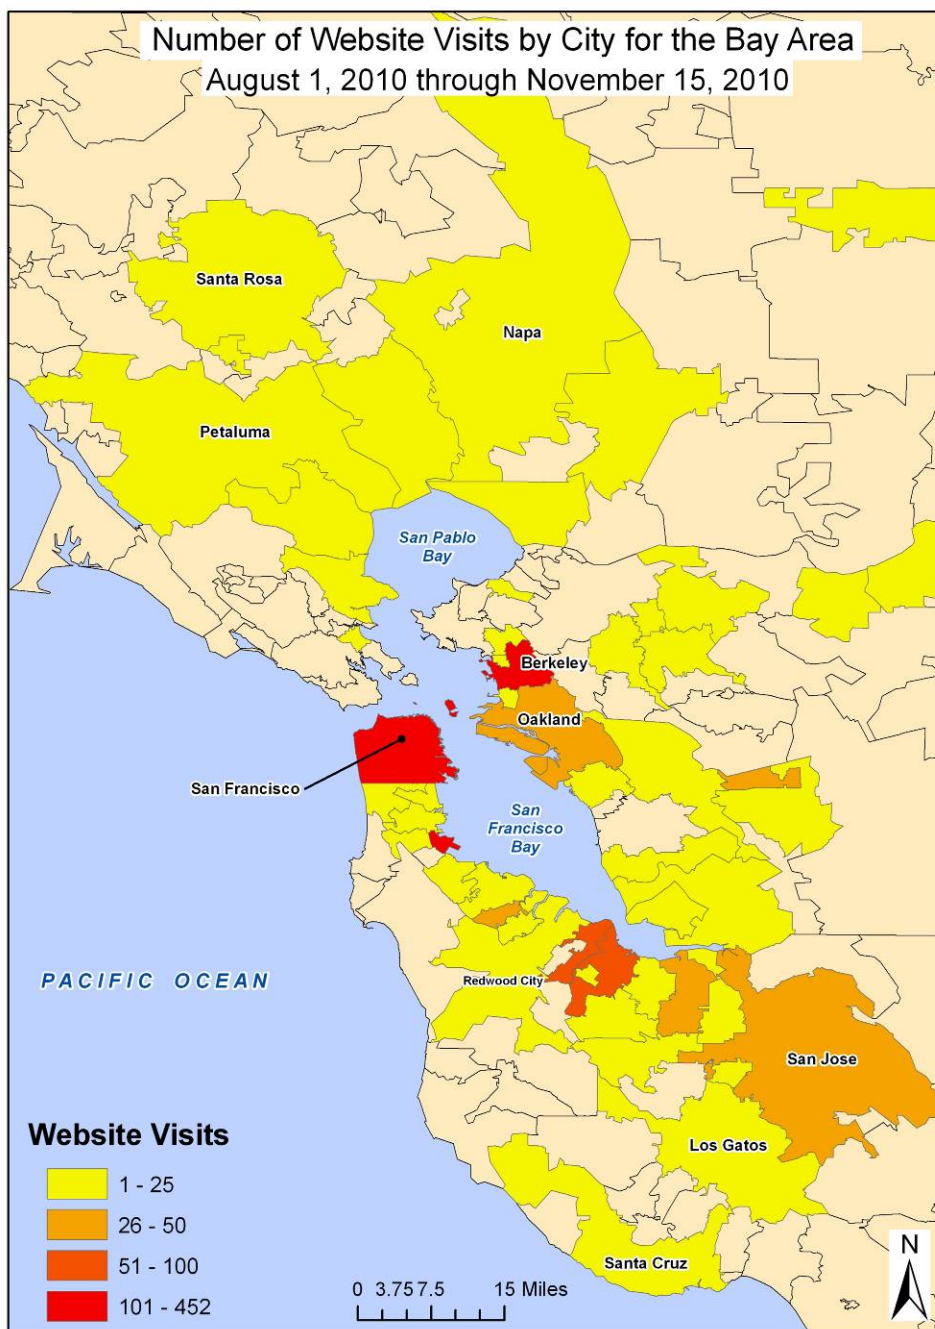 Number of Website Visits by City for the Bay Area
August 1, 2010 through November 15, 2010
Santa Rosa
Napa
Petaluma
San Pablo
Bay
Berkeley
Oakland
San Francisco
San
Francisco
Bay
PACIFIC OCEAN
Redwood City
San Jose
Los Gatos
Santa Cruz
Website Visits
1 - 25
26 - 50
51 - 100
101 - 452
0 3.75 7.5 15 Miles
N